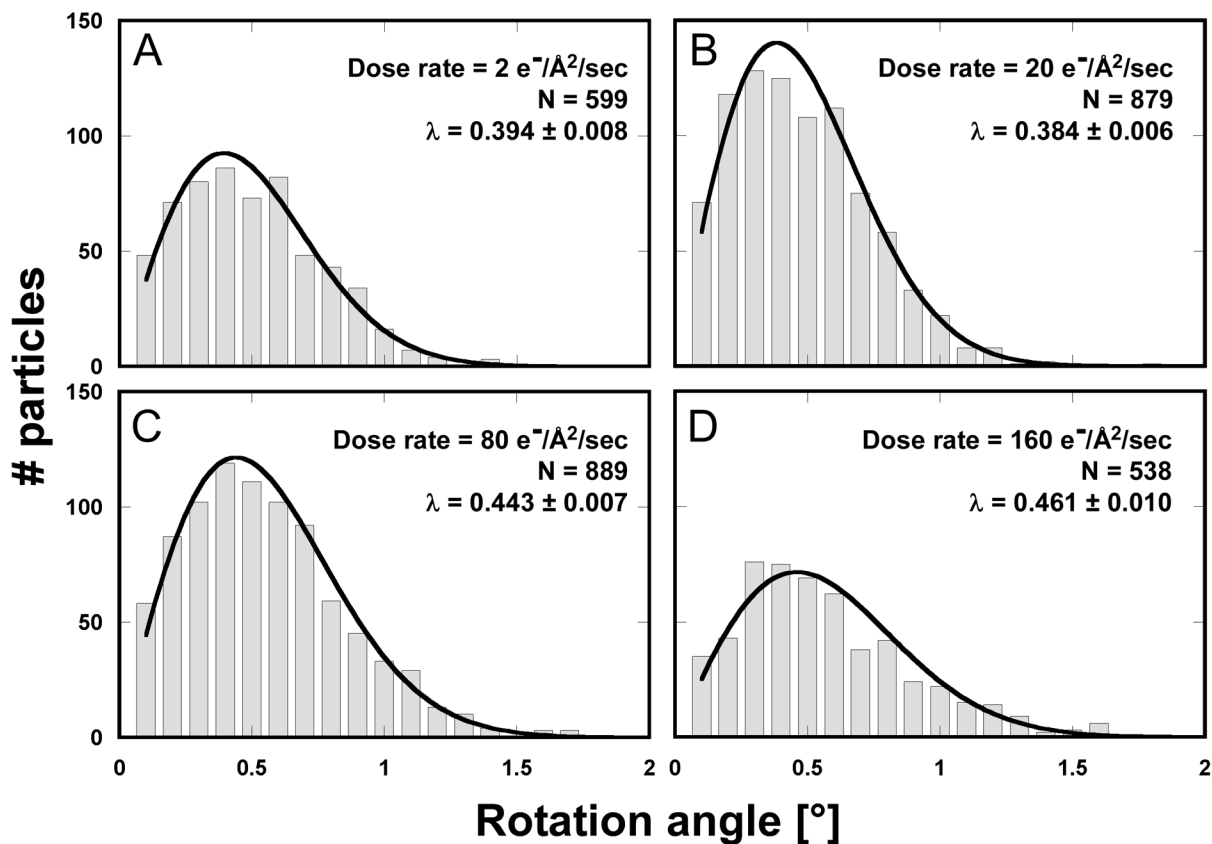 # particles
150
100
50
0
A
Dose rate = 2 e⁻/Å²/sec
N = 599
λ = 0.394 ± 0.008
0 0.5 1 1.5 2
B
Dose rate = 20 e⁻/Å²/sec
N = 879
λ = 0.384 ± 0.006
150
100
50
0
C
Dose rate = 80 e⁻/Å²/sec
N = 889
λ = 0.443 ± 0.007
D
Dose rate = 160 e⁻/Å²/sec
N = 538
λ = 0.461 ± 0.010
0 0.5 1 1.5 2
Rotation angle [°]